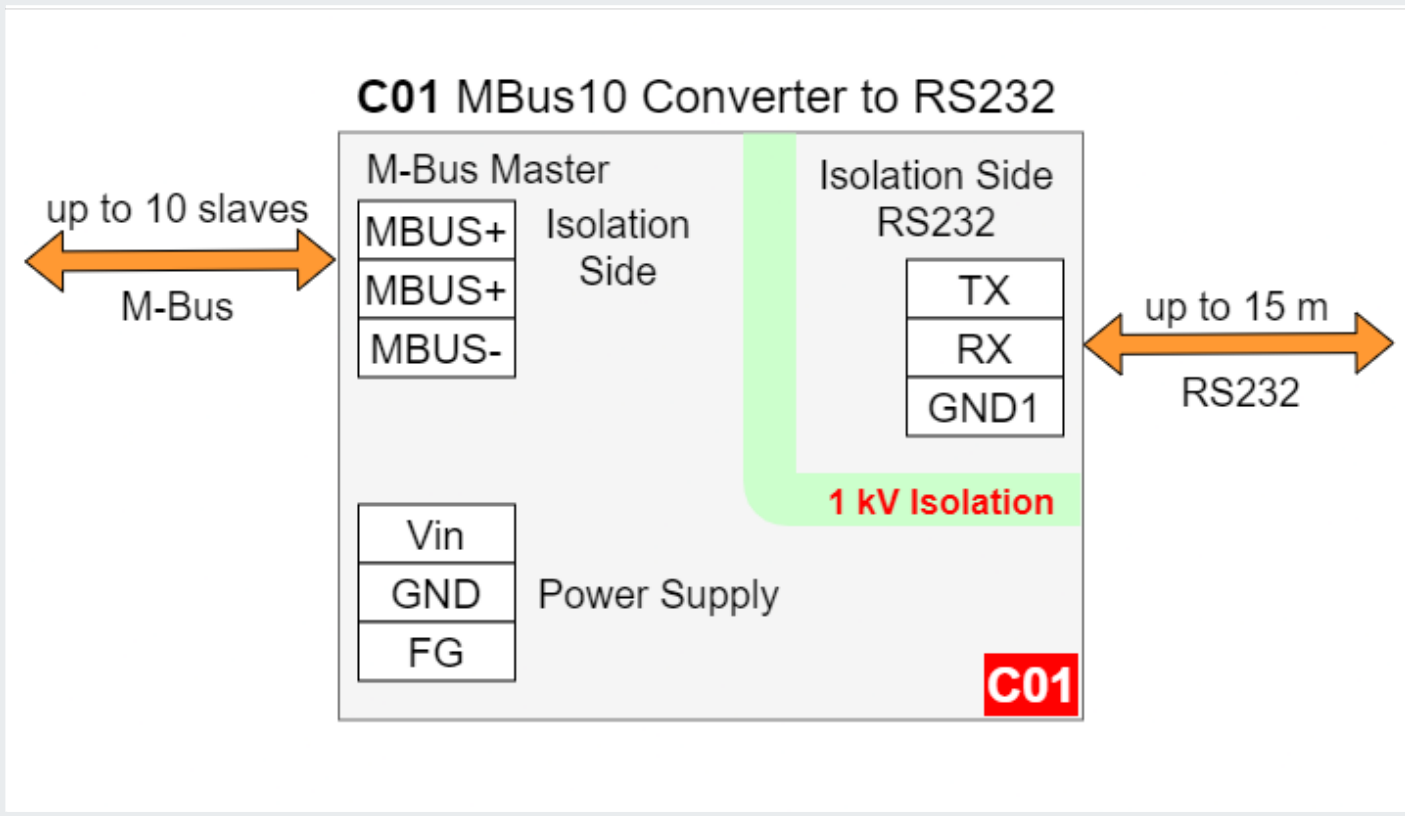 C01 MBus10 Converter to RS232
M-Bus Master
Isolation Side
RS232
up to 10 slaves
M-Bus
MBUS+
MBUS+
MBUS-
Isolation
Side
TX
RX
GND1
up to 15 m
RS232
1 kV Isolation
Vin
GND
FG
Power Supply
C01